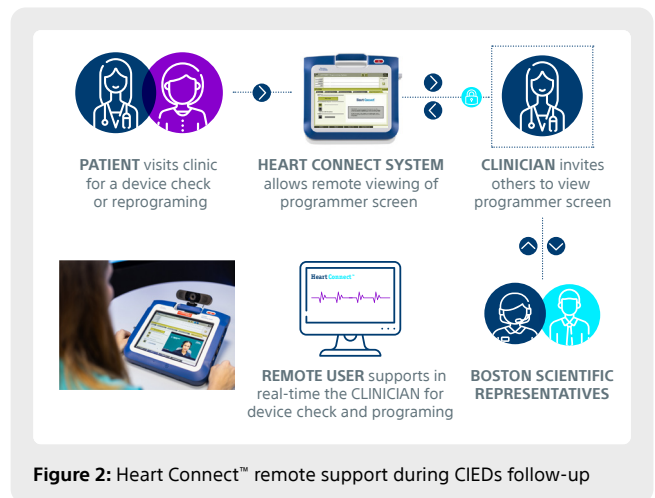 PATIENT visits clinic
for a device check
or reprograming
HEART CONNECT SYSTEM
allows remote viewing of
programmer screen
CLINICIAN invites
others to view
programmer screen
Heart Connect™
REMOTE USER supports in
real-time the CLINICIAN for
device check and programing
BOSTON SCIENTIFIC
REPRESENTATIVES
Figure 2: Heart Connect™ remote support during CIEDs follow-up